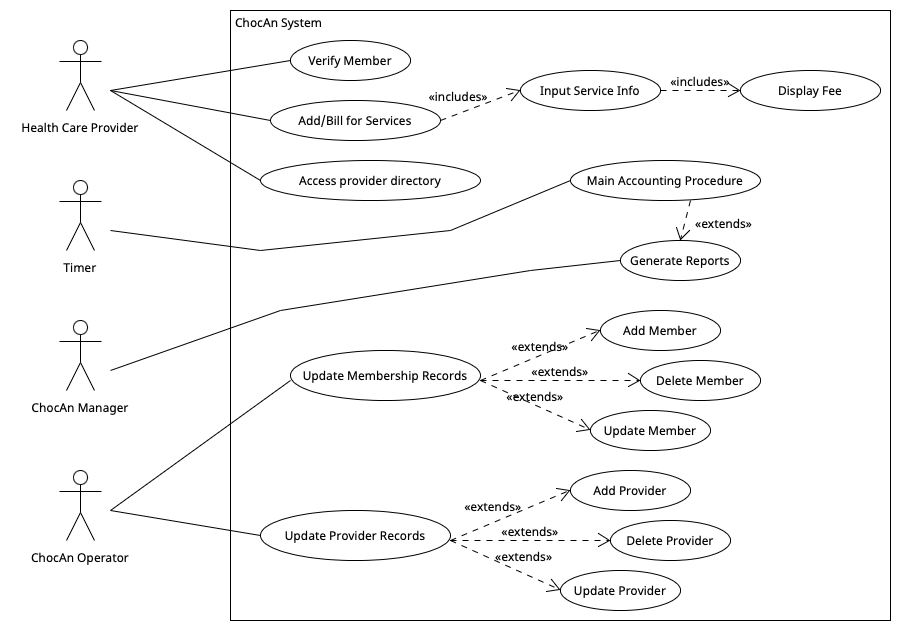 ChocAn System
Verify Member
Health Care Provider
«includes»
Input Service Info
«includes»
Display Fee
Add/Bill for Services
Access provider directory
Main Accounting Procedure
Timer
«extends»
Generate Reports
ChocAn Manager
Update Membership Records
«extends»
Add Member
«extends»
Delete Member
«extends»
Update Member
ChocAn Operator
Update Provider Records
«extends»
Add Provider
«extends»
Delete Provider
«extends»
Update Provider